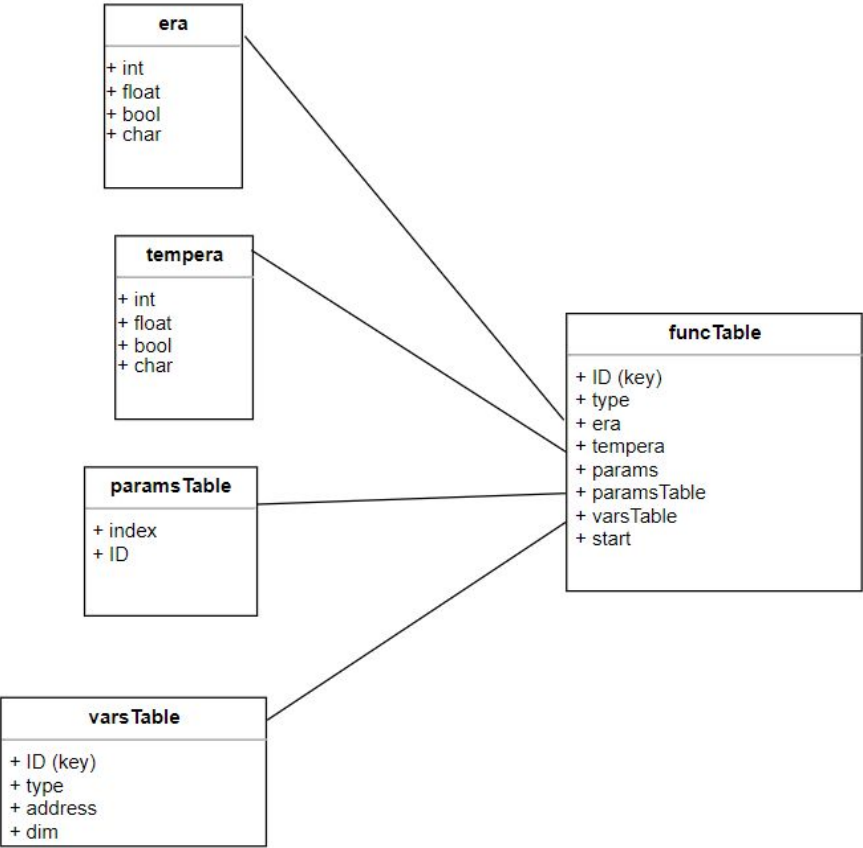 era
+ int
+ float
+ bool
+ char
tempera
+ int
+ float
+ bool
+ char
paramsTable
+ index
+ ID
varsTable
+ ID (key)
+ type
+ address
+ dim
funcTable
+ ID (key)
+ type
+ era
+ tempera
+ params
+ paramsTable
+ varsTable
+ start